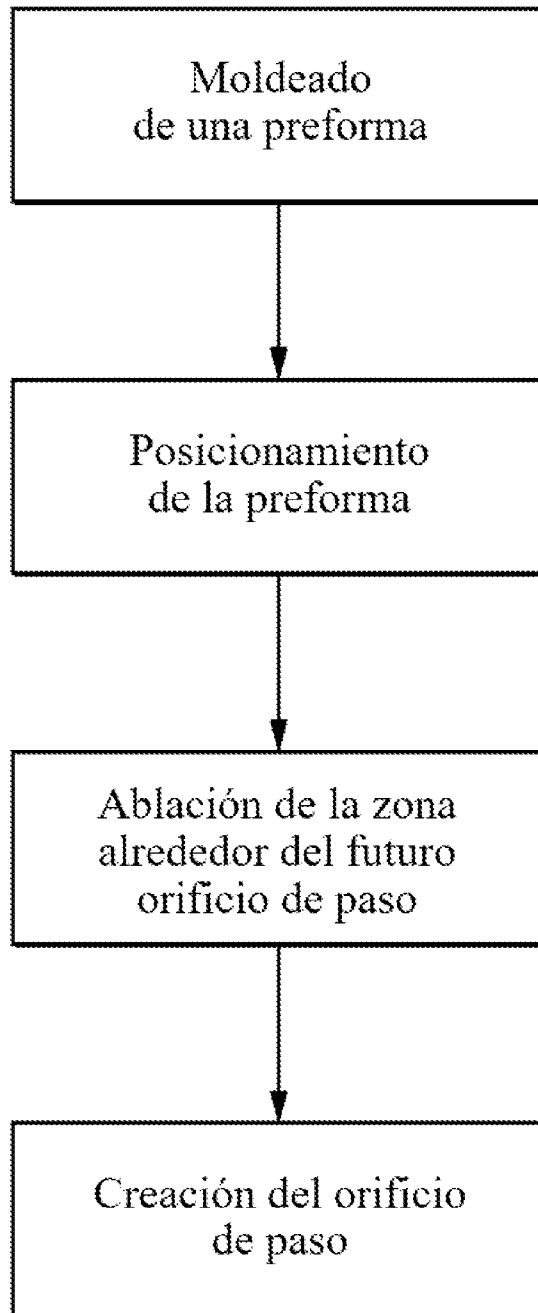 Moldeado
de una preforma
Posicionamiento
de la preforma
Ablación de la zona
alrededor del futuro
orificio de paso
Creación del orificio
de paso